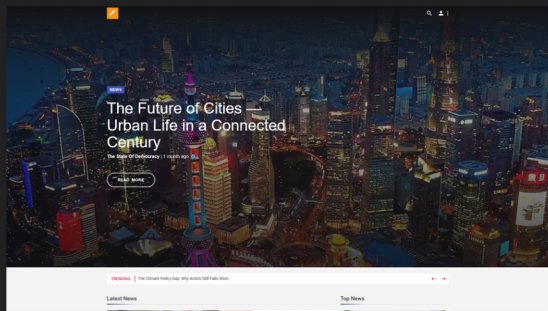 NEWS
The Future of Cities —
Urban Life in a Connected
Century
The State Of Democracy | 1 month ago
READ MORE
TRENDING
The Climate Policy Gap: Why Action Still Falls Short
Latest News
Top News